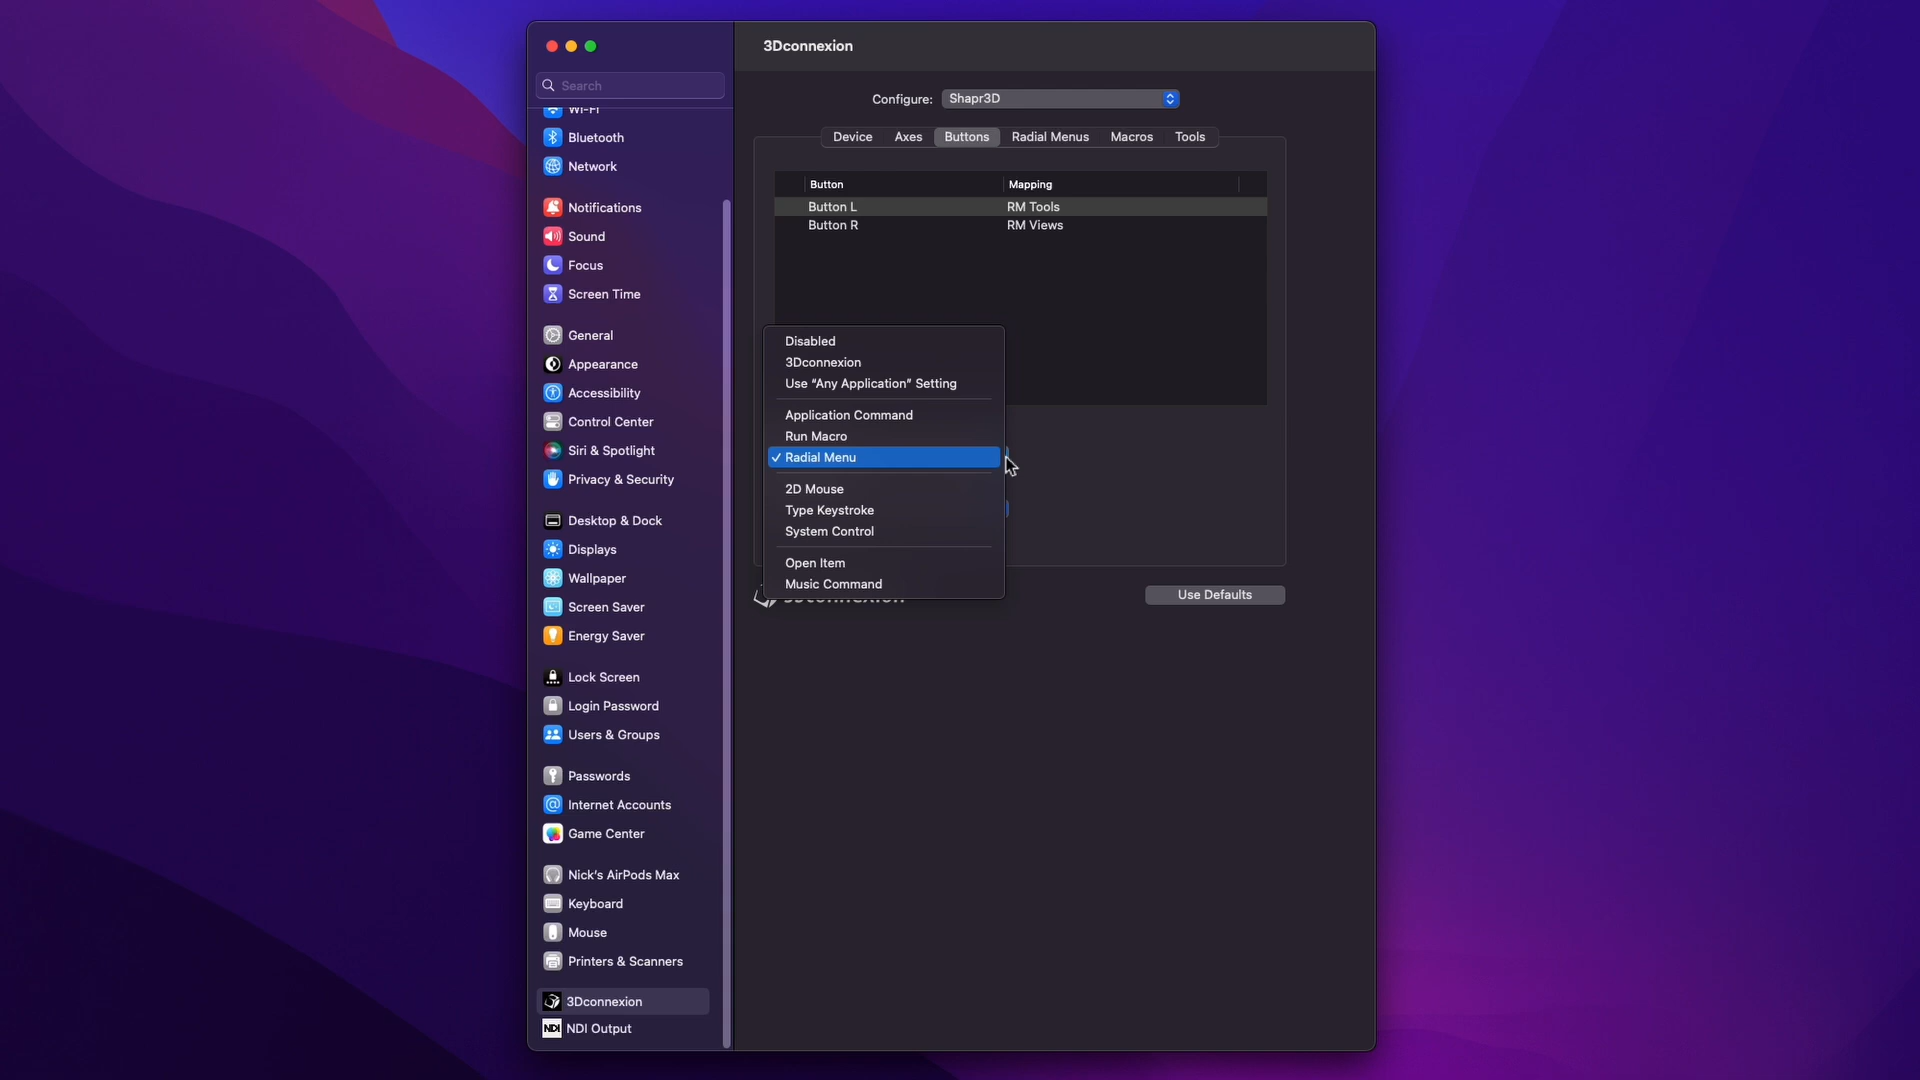 3Dconnexion
Search
Wi-Fi
Bluetooth
Network
Notifications
Sound
Focus
Screen Time
General
Appearance
Accessibility
Control Center
Siri & Spotlight
Privacy & Security
Desktop & Dock
Displays
Wallpaper
Screen Saver
Energy Saver
Lock Screen
Login Password
Users & Groups
Passwords
Internet Accounts
Game Center
Nick's AirPods Max
Keyboard
Mouse
Printers & Scanners
3Dconnexion
NDI NDI Output
Configure: Shapr3D
Device Axes Buttons Radial Menus Macros Tools
Button Mapping
Button L RM Tools
Button R RM Views
Disabled
3Dconnexion
Use “Any Application” Setting
Application Command
Run Macro
✓ Radial Menu
2D Mouse
Type Keystroke
System Control
Open Item
Music Command
3Dconnexion
Use Defaults